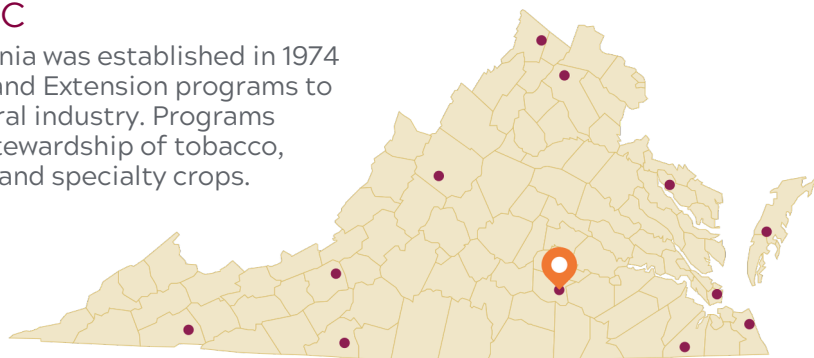 C
nia was established in 1974
and Extension programs to
ral industry. Programs
tewardship of tobacco,
and specialty crops.